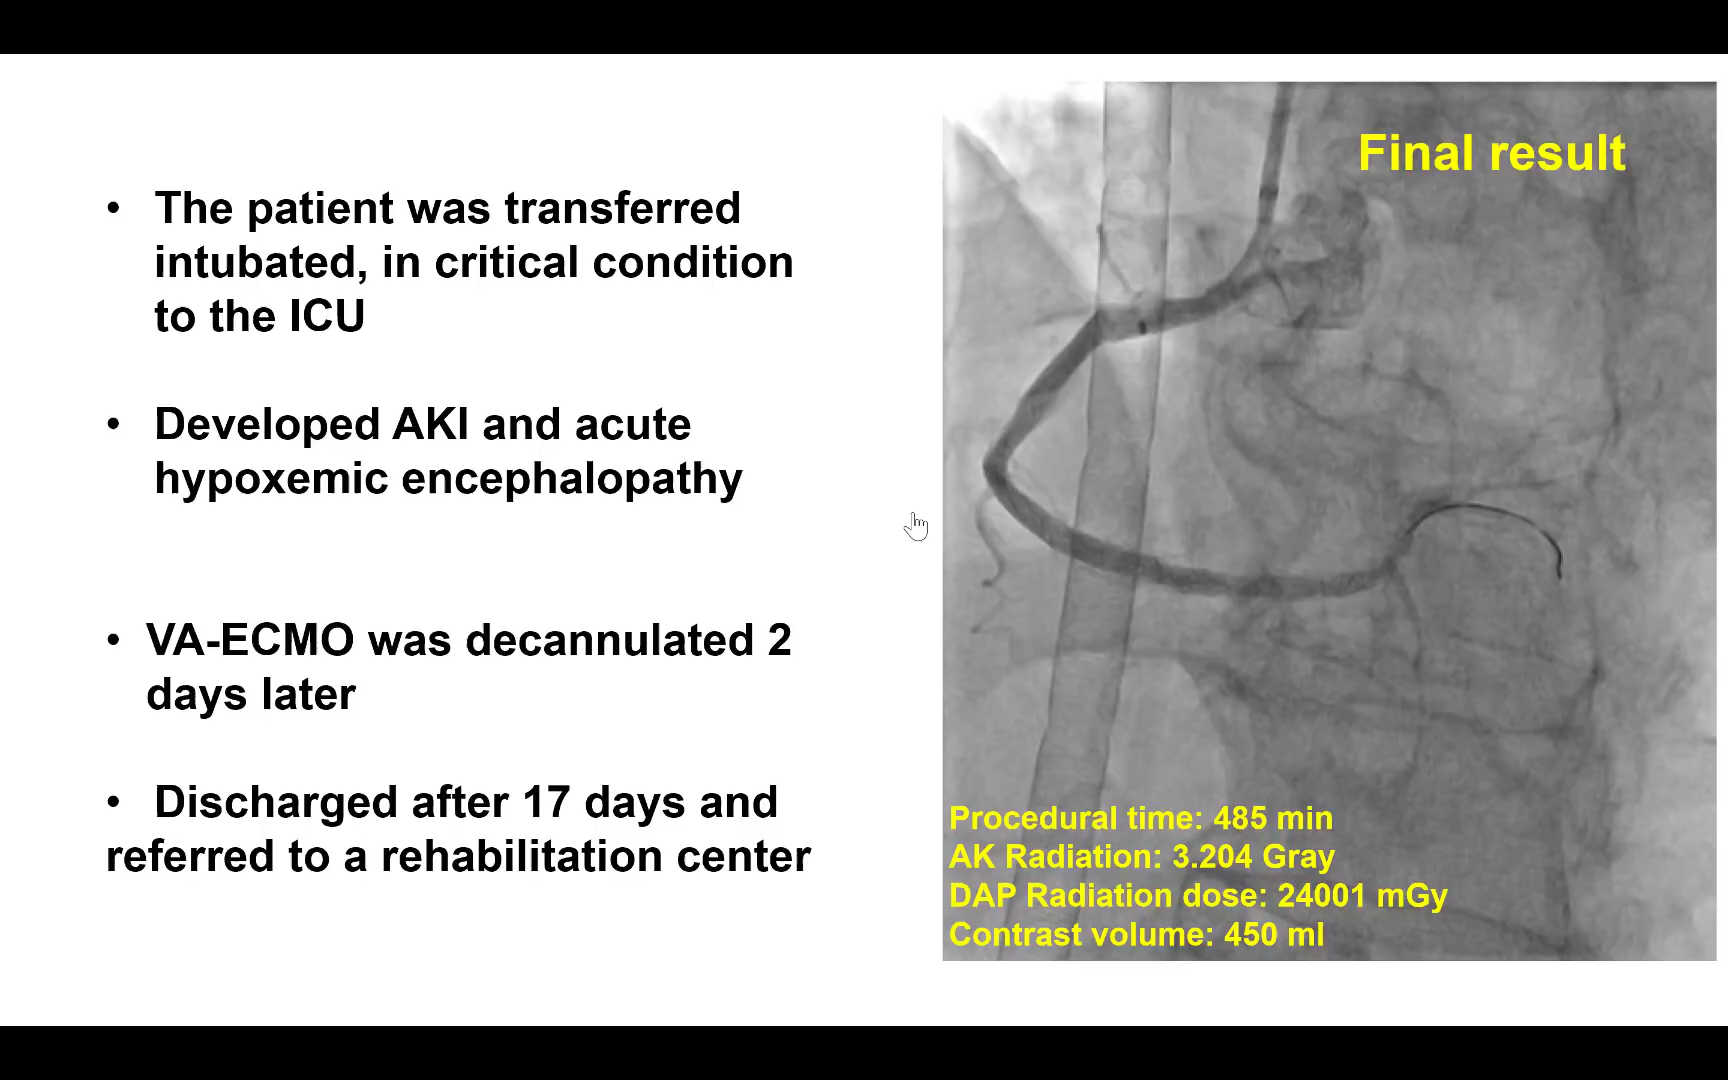 • The patient was transferred
intubated, in critical condition
to the ICU
• Developed AKI and acute
hypoxemic encephalopathy
• VA-ECMO was decannulated 2
days later
• Discharged after 17 days and
referred to a rehabilitation center
Final result
Procedural time: 485 min
AK Radiation: 3.204 Gray
DAP Radiation dose: 24001 mGy
Contrast volume: 450 ml